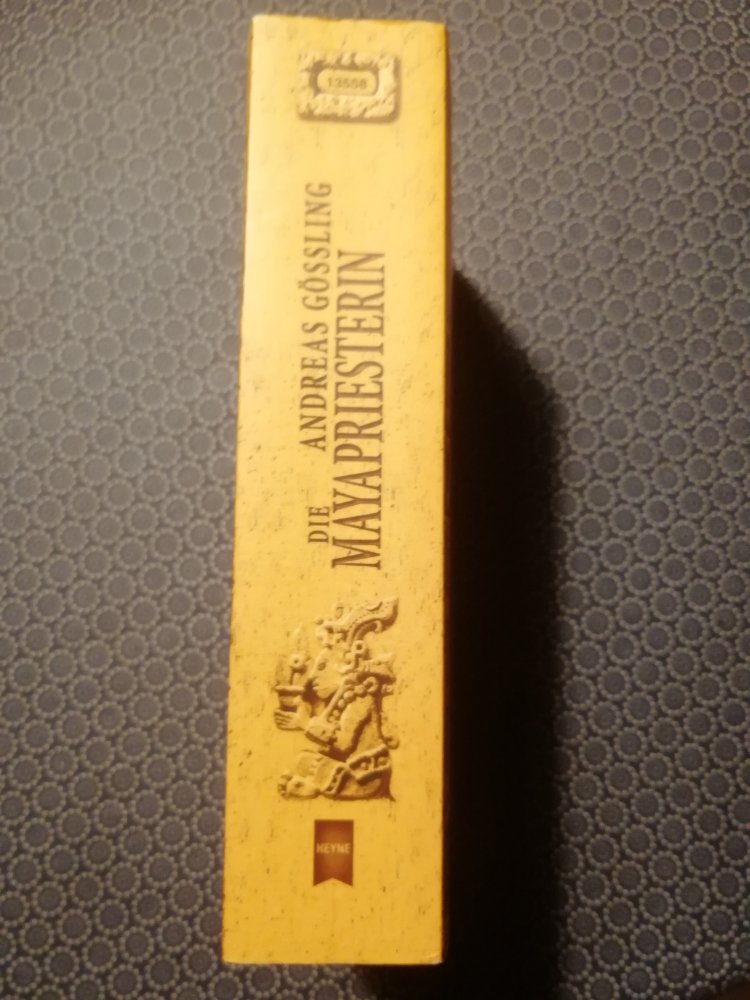 13558
ANDREAS GÖSSLING
DIE
MAYAPRIESTERIN
HEYNE